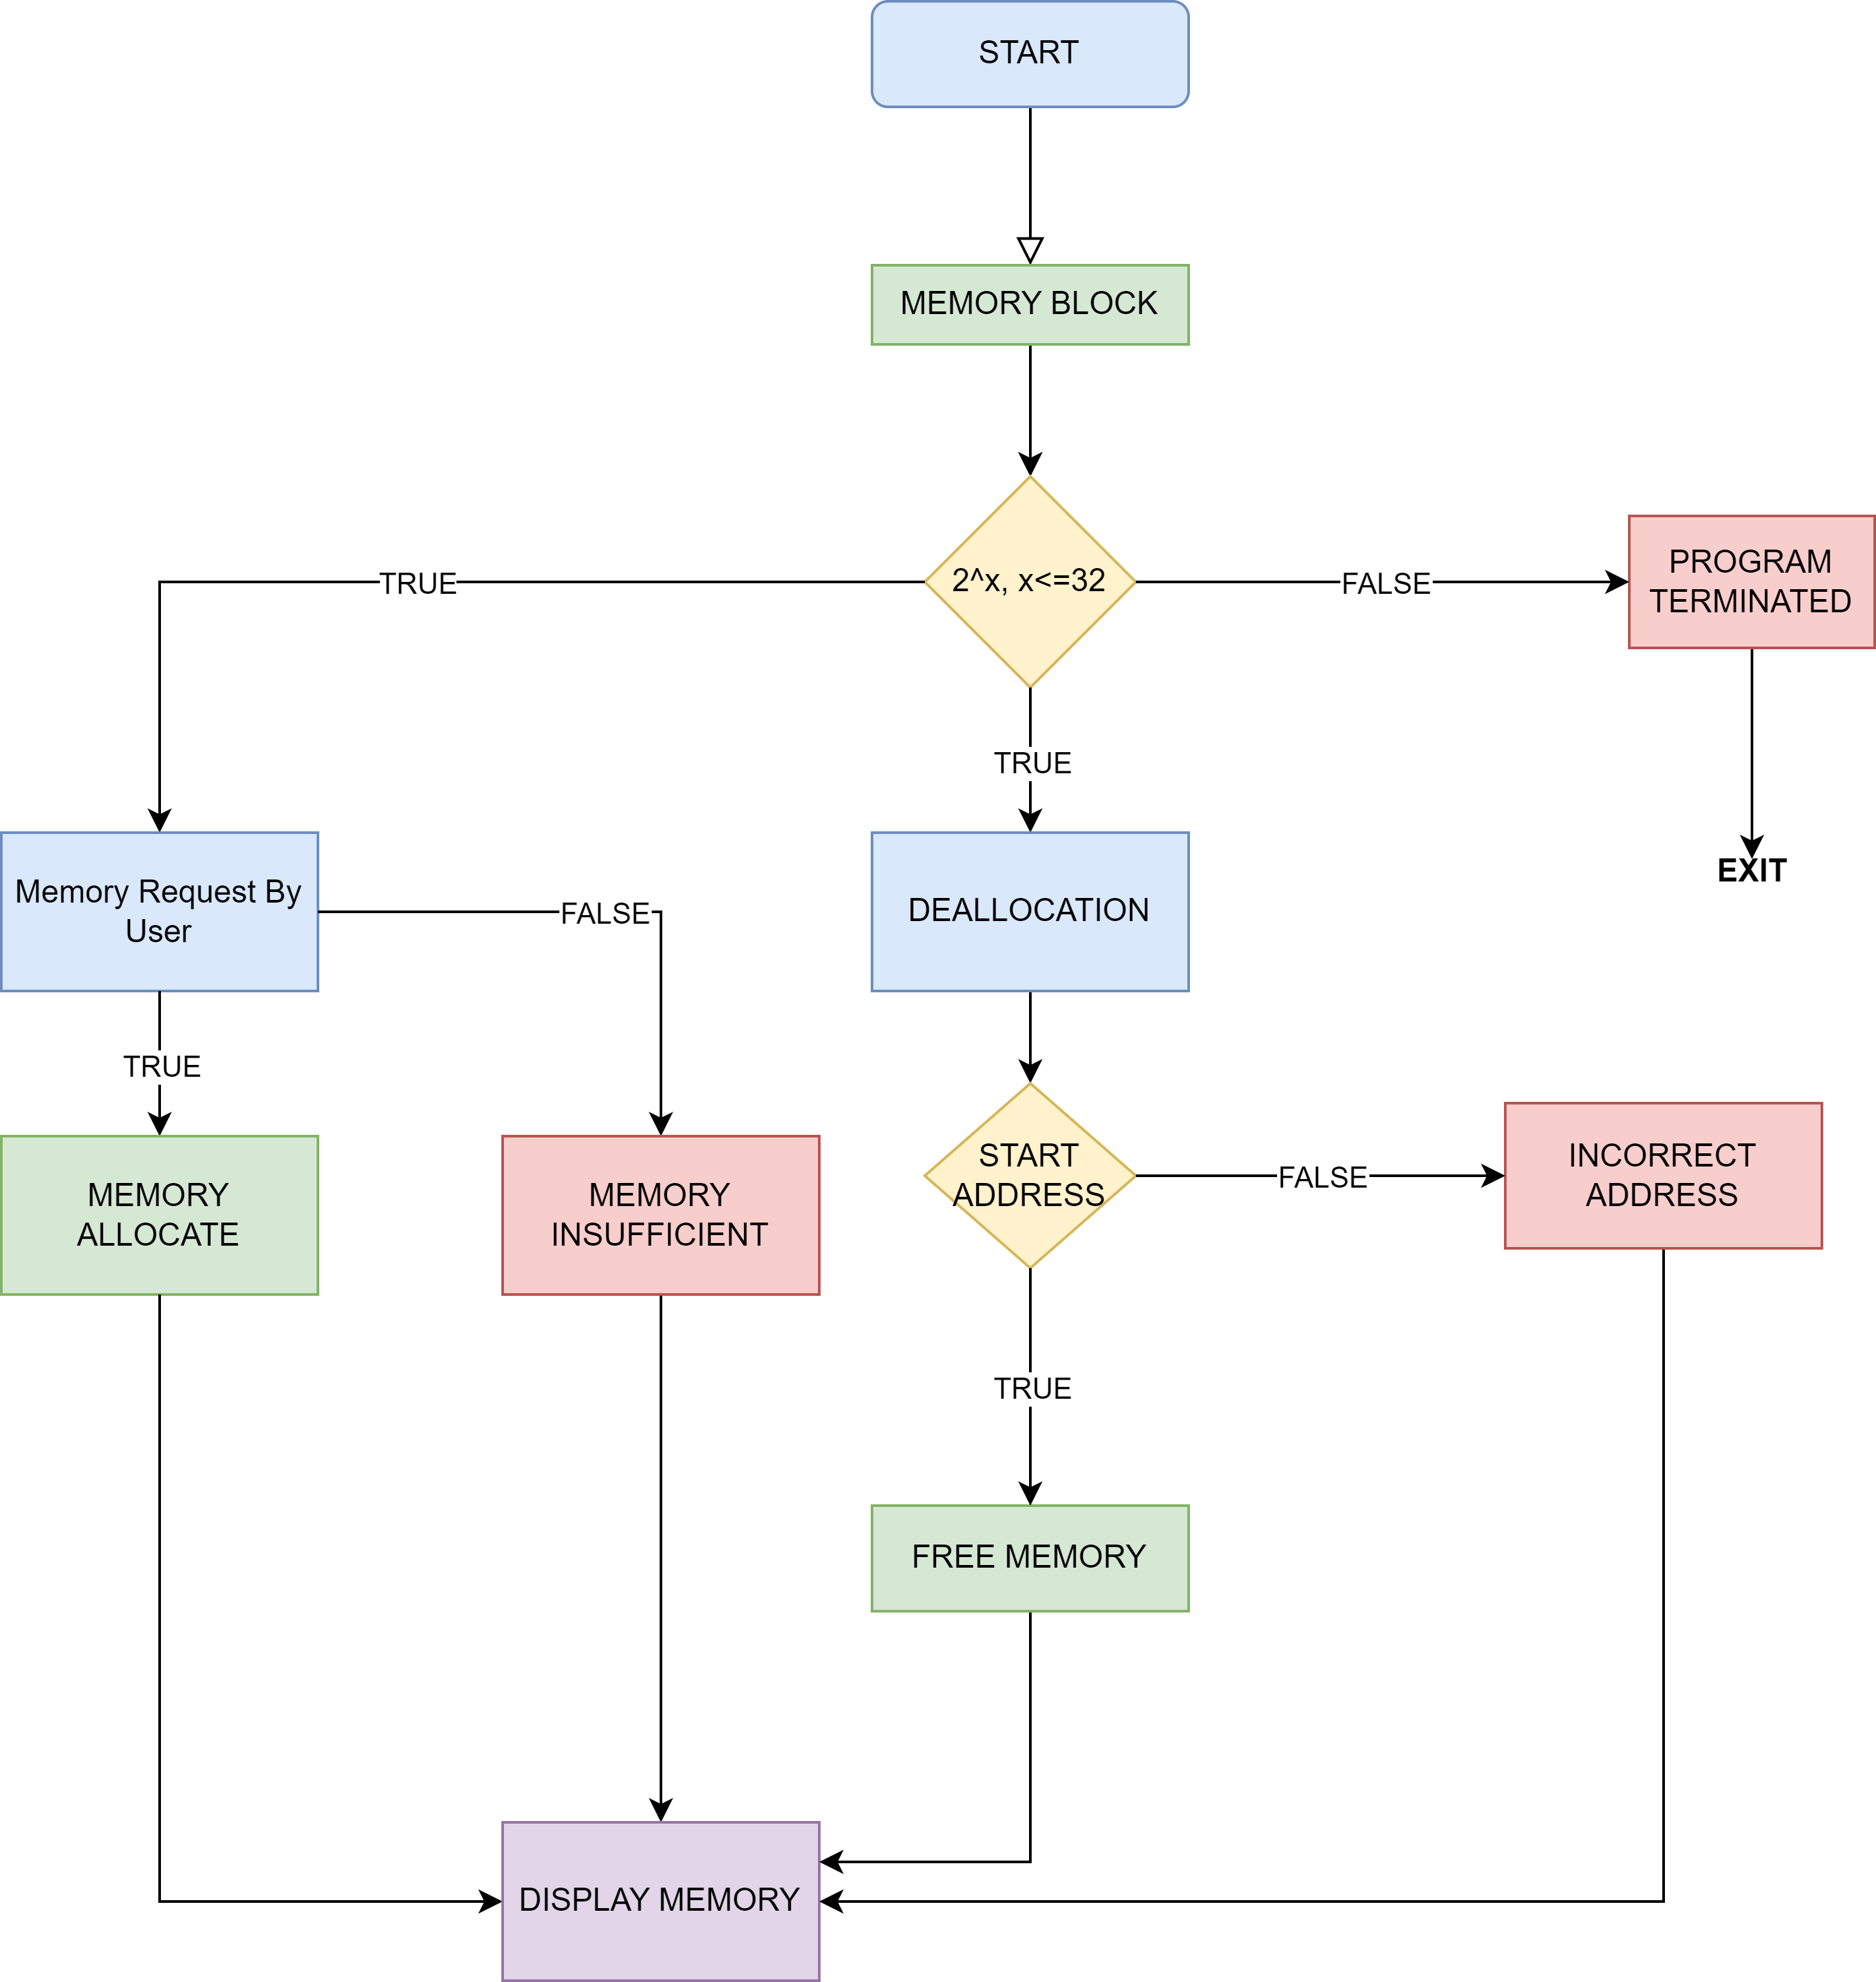 START
MEMORY BLOCK
2^x, x<=32
TRUE
FALSE
PROGRAM
TERMINATED
TRUE
EXIT
Memory Request By
User
FALSE
DEALLOCATION
TRUE
MEMORY
ALLOCATE
MEMORY
INSUFFICIENT
START
ADDRESS
FALSE
INCORRECT
ADDRESS
TRUE
FREE MEMORY
DISPLAY MEMORY